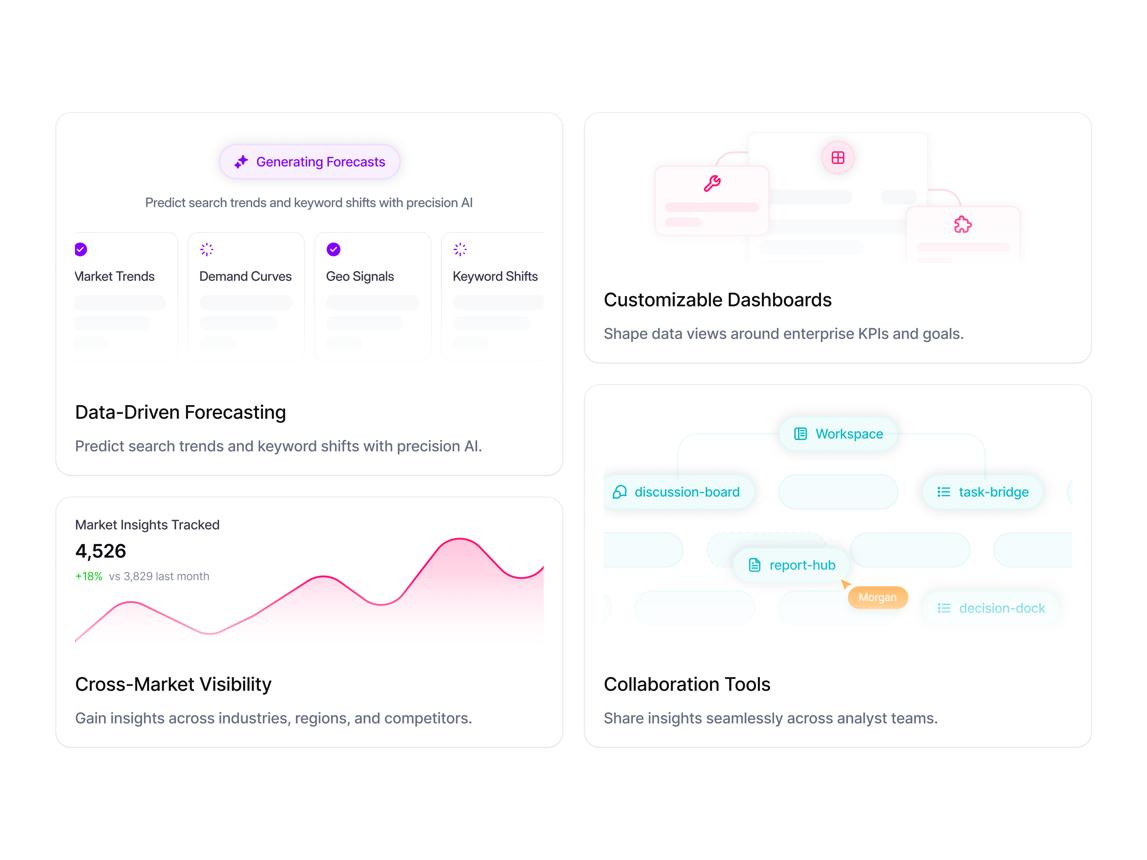 Generating Forecasts
Predict search trends and keyword shifts with precision AI
Market Trends
Demand Curves
Geo Signals
Keyword Shifts
Data-Driven Forecasting
Predict search trends and keyword shifts with precision AI.
Market Insights Tracked
4,526
+18% vs 3,829 last month
Cross-Market Visibility
Gain insights across industries, regions, and competitors.
Customizable Dashboards
Shape data views around enterprise KPIs and goals.
Workspace
discussion-board
task-bridge
report-hub
Morgan
decision-dock
Collaboration Tools
Share insights seamlessly across analyst teams.